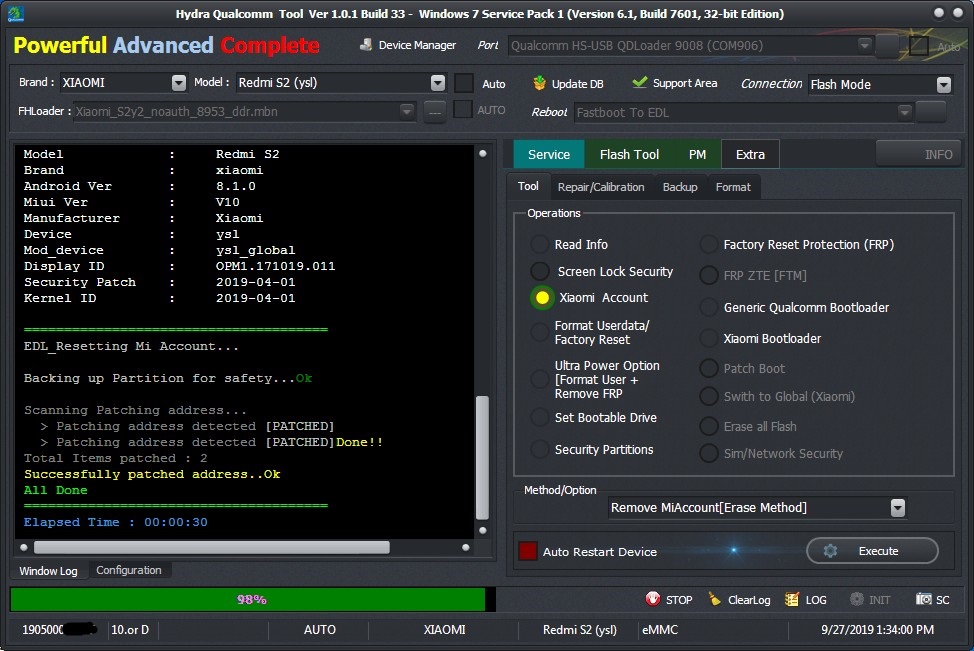 Hydra Qualcomm Tool Ver 1.0.1 Build 33 - Windows 7 Service Pack 1 (Version 6.1, Build 7601, 32-bit Edition)
Powerful Advanced Complete Device Manager Port Qualcomm HS-USB QDLoader 9008 (COM906) Auto
Brand : XIAOMI Model : Redmi S2 (ysl) Auto Update DB Support Area Connection Flash Mode
FHLoader : Xiaomi_S2y2_noauth_8953_ddr.mbn ... AUTO Reboot Fastboot To EDL
Model : Redmi S2
Brand : xiaomi
Android Ver : 8.1.0
Miui Ver : V10
Manufacturer : Xiaomi
Device : ysl
Mod_device : ysl_global
Display ID : OPM1.171019.011
Security Patch : 2019-04-01
Kernel ID : 2019-04-01
======================================
EDL_Resetting Mi Account...
Backing up Partition for safety...Ok
Scanning Patching address...
> Patching address detected [PATCHED]
> Patching address detected [PATCHED]Done!!
Total Items patched : 2
Successfully patched address..Ok
All Done
======================================
Elapsed Time : 00:00:30
Window Log Configuration
Service Flash Tool PM Extra INFO
Tool Repair/Calibration Backup Format
Operations
Read Info
Screen Lock Security
Xiaomi Account
Format Userdata/
Factory Reset
Ultra Power Option
[Format User +
Remove FRP
Set Bootable Drive
Security Partitions
Factory Reset Protection (FRP)
FRP ZTE [FTM]
Generic Qualcomm Bootloader
Xiaomi Bootloader
Patch Boot
Swith to Global (Xiaomi)
Erase all Flash
Sim/Network Security
Method/Option
Remove MiAccount[Erase Method]
Auto Restart Device Execute
98% STOP ClearLog LOG INIT SC
1905000 10.or D AUTO XIAOMI Redmi S2 (ysl) eMMC 9/27/2019 1:34:00 PM